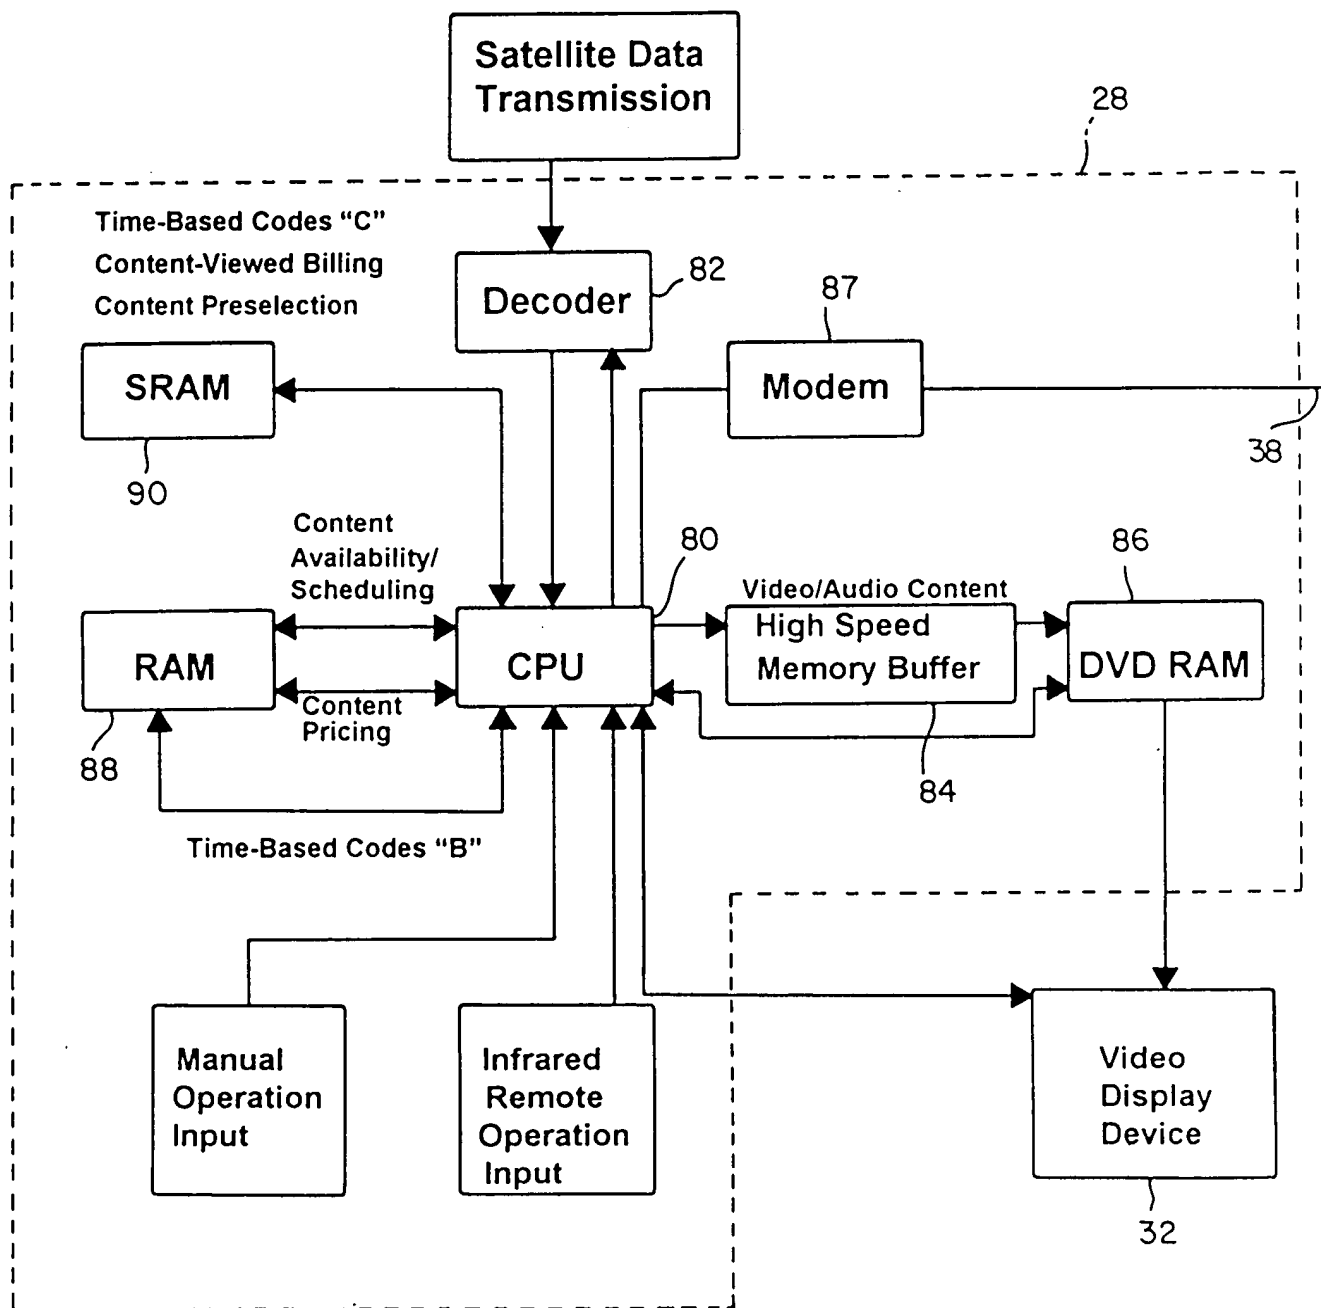 Satellite Data
Transmission
28
Time-Based Codes “C”
Content-Viewed Billing
Content Preselection
Decoder
82
87
SRAM
Modem
90
38
Content
Availability/
Scheduling
80
86
Video/Audio Content
RAM
CPU
High Speed
Memory Buffer
DVD RAM
Content
Pricing
88
84
Time-Based Codes “B”
Manual
Operation
Input
Infrared
Remote
Operation
Input
Video
Display
Device
32